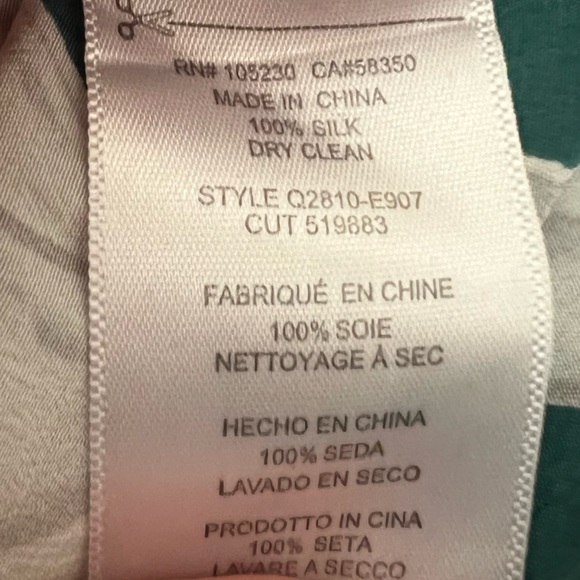 RN# 105230 CA#58350
MADE IN CHINA
100% SILK
DRY CLEAN
STYLE Q2810-E907
CUT 519883
FABRIQUÉ EN CHINE
100% SOIE
NETTOYAGE À SEC
HECHO EN CHINA
100% SEDA
LAVADO EN SECO
PRODOTTO IN CINA
100% SETA
LAVARE A SECCO